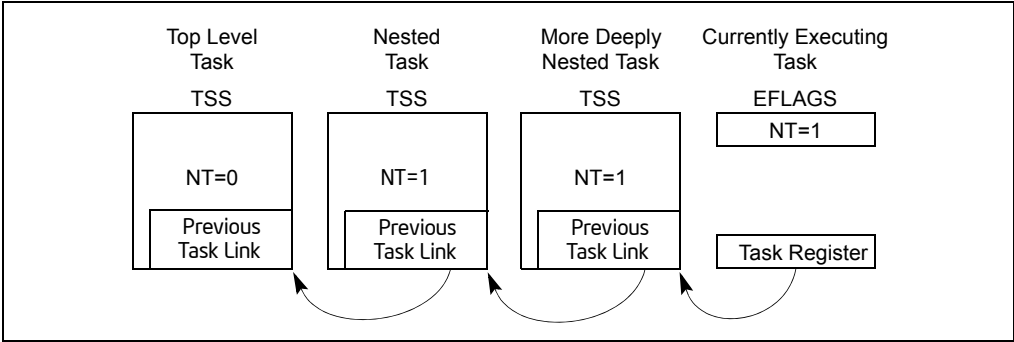 Top Level
Task
TSS
NT=0
Previous
Task Link
Nested
Task
TSS
NT=1
Previous
Task Link
More Deeply
Nested Task
TSS
NT=1
Previous
Task Link
Currently Executing
Task
EFLAGS
NT=1
Task Register